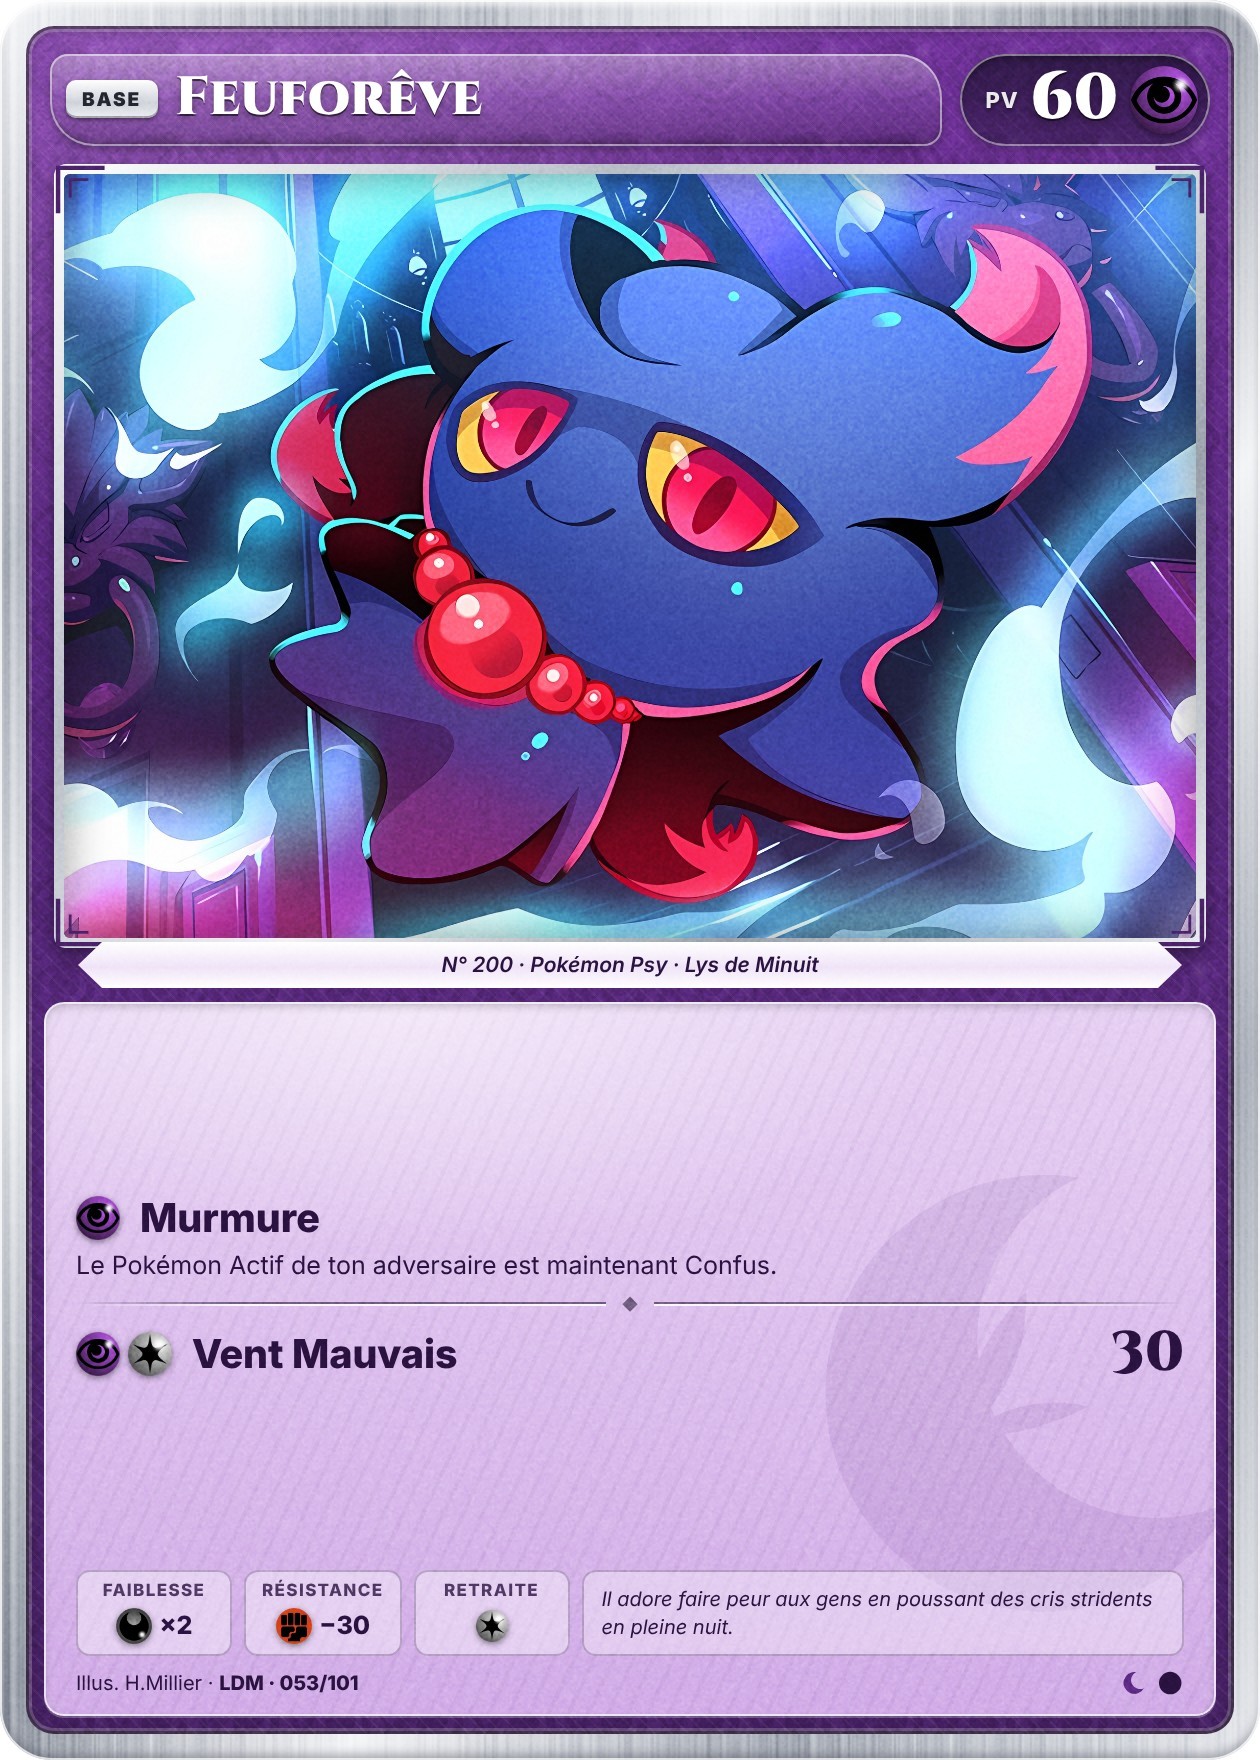 BASE
FEUFORÊVE
PV 60
N° 200 · Pokémon Psy · Lys de Minuit
Murmure
Le Pokémon Actif de ton adversaire est maintenant Confus.
Vent Mauvais 30
FAIBLESSE
×2
RÉSISTANCE
−30
RETRAITE
Il adore faire peur aux gens en poussant des cris stridents
en pleine nuit.
Illus. H.Millier · LDM · 053/101